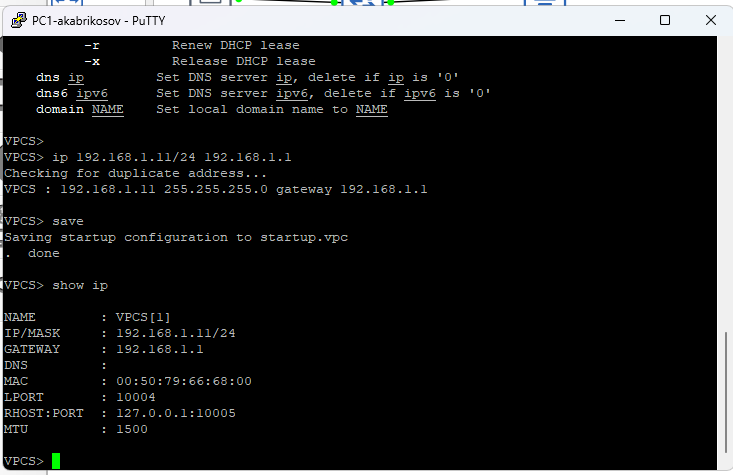 PC1-akabrikosov - PuTTY
-r Renew DHCP lease
-x Release DHCP lease
dns ip Set DNS server ip, delete if ip is '0'
dns6 ipv6 Set DNS server ipv6, delete if ipv6 is '0'
domain NAME Set local domain name to NAME
VPCS>
VPCS> ip 192.168.1.11/24 192.168.1.1
Checking for duplicate address...
VPCS : 192.168.1.11 255.255.255.0 gateway 192.168.1.1
VPCS> save
Saving startup configuration to startup.vpc
. done
VPCS> show ip
NAME : VPCS[1]
IP/MASK : 192.168.1.11/24
GATEWAY : 192.168.1.1
DNS :
MAC : 00:50:79:66:68:00
LPORT : 10004
RHOST:PORT : 127.0.0.1:10005
MTU : 1500
VPCS>